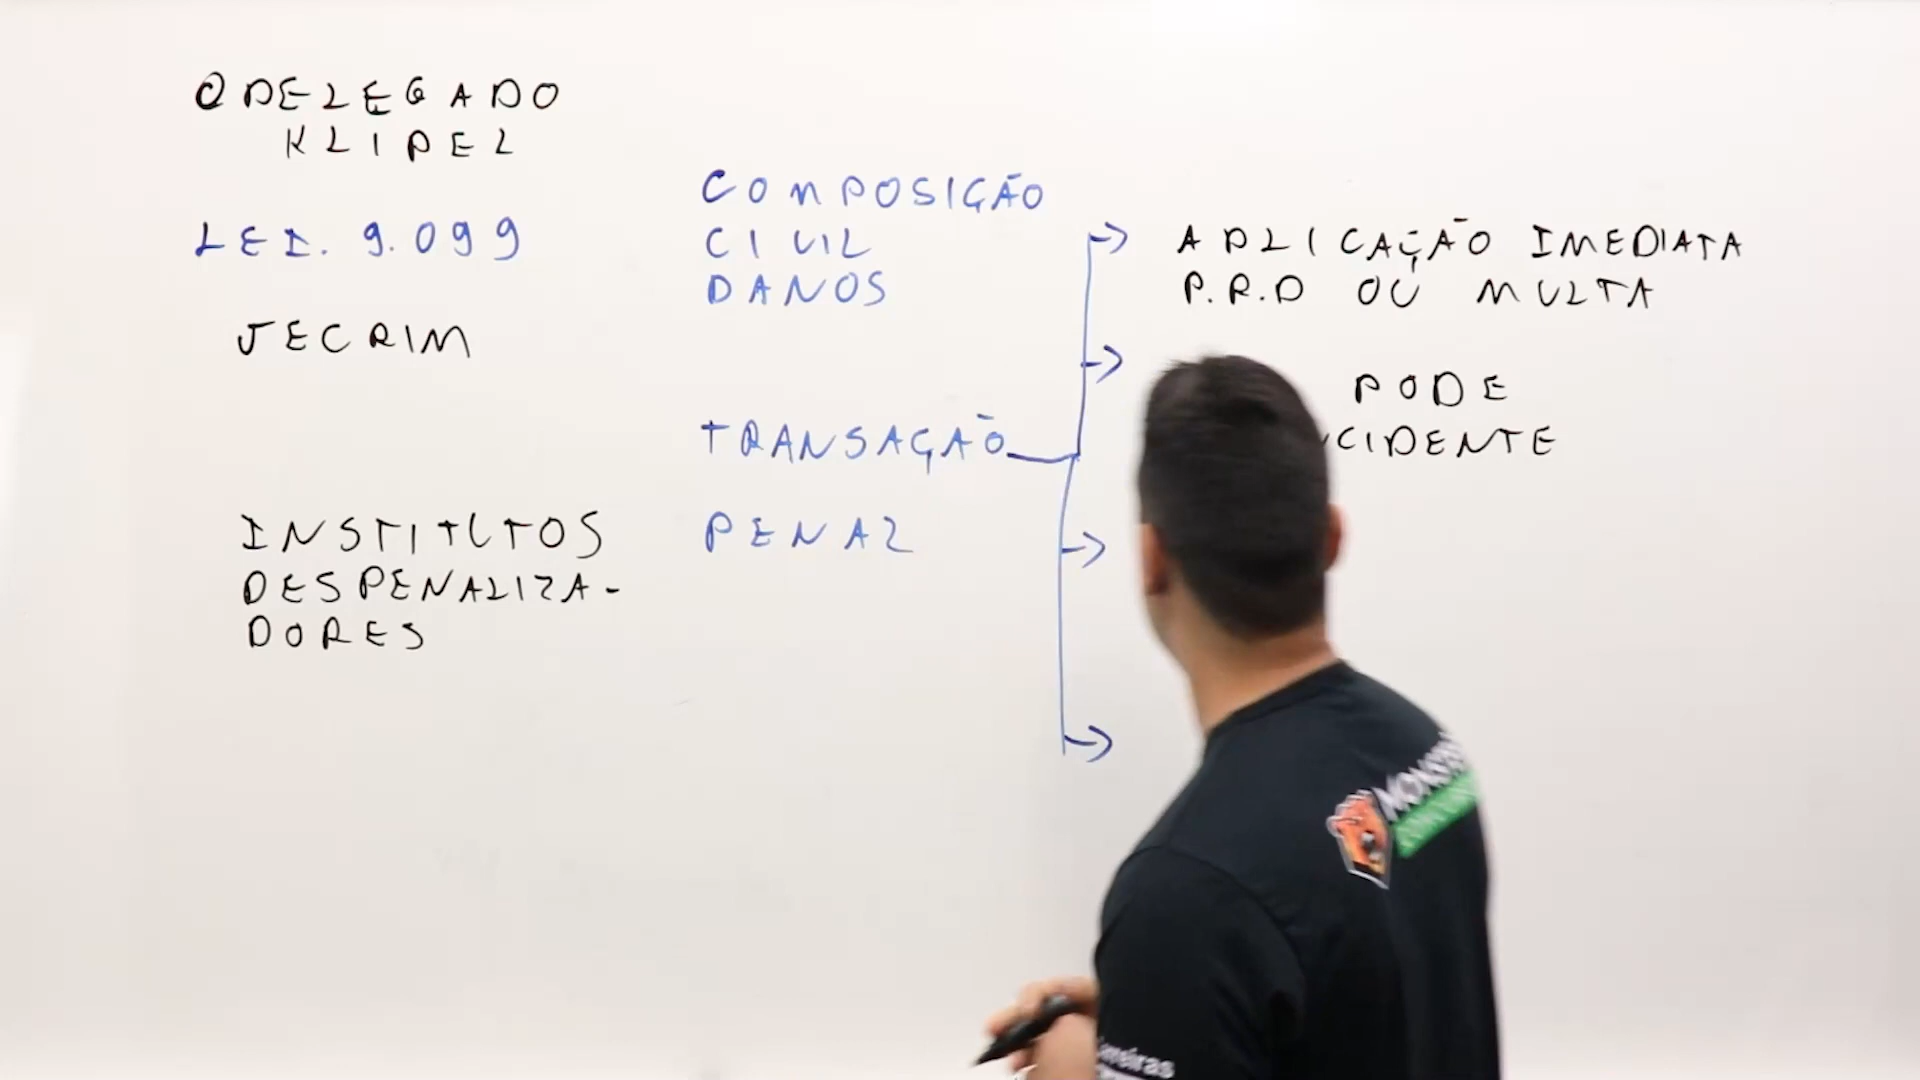 @DELEGADO
KLIPEL
LEI. 9.099
JECRIM
INSTITUTOS
DESPENALIZA-
DORES
COMPOSIÇÃO
CIVIL
DANOS
TRANSAÇÃO
PENAL
APLICAÇÃO IMEDIATA
P.R.D OU MULTA
PODE
CIDENTE